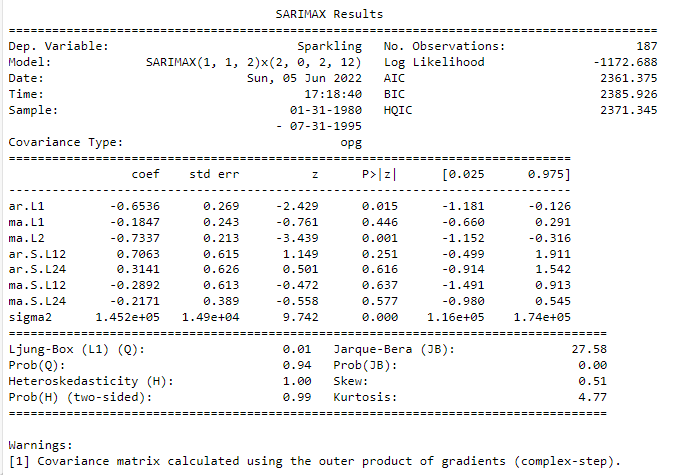 SARIMAX Results
==============================================================================================
Dep. Variable: Sparkling No. Observations: 187
Model: SARIMAX(1, 1, 2)x(2, 0, 2, 12) Log Likelihood -1172.688
Date: Sun, 05 Jun 2022 AIC 2361.375
Time: 17:18:40 BIC 2385.926
Sample: 01-31-1980 HQIC 2371.345
- 07-31-1995
Covariance Type: opg
==============================================================================
coef std err z P>|z| [0.025 0.975]
------------------------------------------------------------------------------
ar.L1 -0.6536 0.269 -2.429 0.015 -1.181 -0.126
ma.L1 -0.1847 0.243 -0.761 0.446 -0.660 0.291
ma.L2 -0.7337 0.213 -3.439 0.001 -1.152 -0.316
ar.S.L12 0.7063 0.615 1.149 0.251 -0.499 1.911
ar.S.L24 0.3141 0.626 0.501 0.616 -0.914 1.542
ma.S.L12 -0.2892 0.613 -0.472 0.637 -1.491 0.913
ma.S.L24 -0.2171 0.389 -0.558 0.577 -0.980 0.545
sigma2 1.452e+05 1.49e+04 9.742 0.000 1.16e+05 1.74e+05
===================================================================================
Ljung-Box (L1) (Q): 0.01 Jarque-Bera (JB): 27.58
Prob(Q): 0.94 Prob(JB): 0.00
Heteroskedasticity (H): 1.00 Skew: 0.51
Prob(H) (two-sided): 0.99 Kurtosis: 4.77
===================================================================================
Warnings:
[1] Covariance matrix calculated using the outer product of gradients (complex-step).